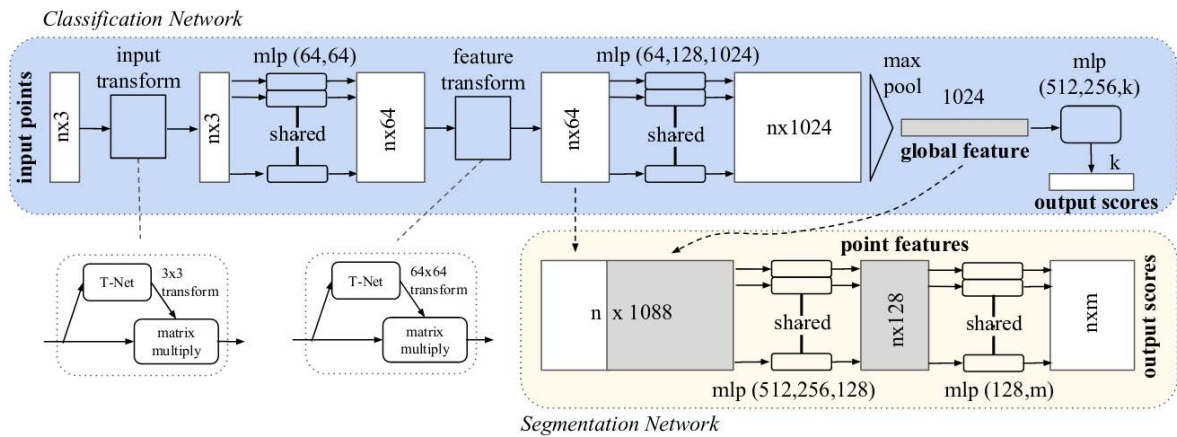 Classification Network
input points
nx3
input
transform
nx3
mlp (64,64)
shared
nx64
feature
transform
nx64
mlp (64,128,1024)
shared
nx1024
max
pool
1024
global feature
mlp
(512,256,k)
k
output scores
T-Net
3x3
transform
matrix
multiply
T-Net
64x64
transform
matrix
multiply
point features
n x 1088
shared
mlp (512,256,128)
nx128
shared
mlp (128,m)
nxm
output scores
Segmentation Network